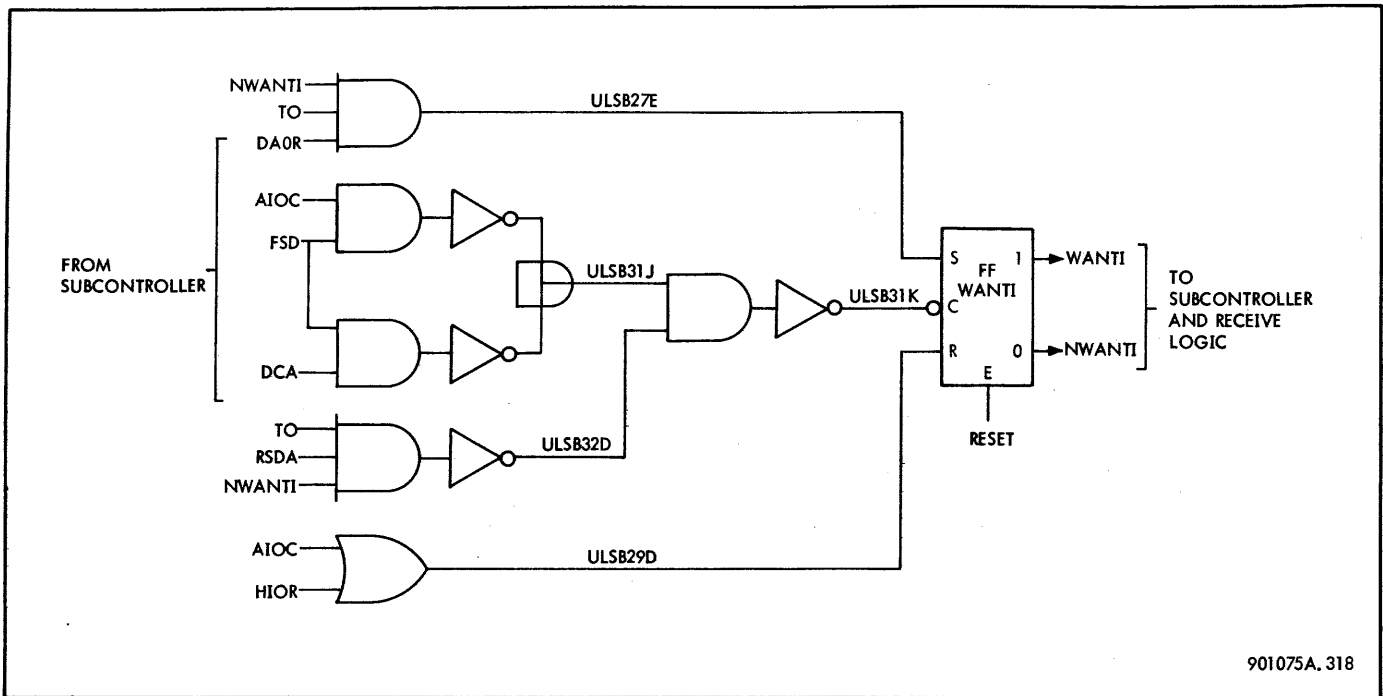 NWANTI
TO
DA0R
ULSB27E
AIOC
FSD
FROM
SUBCONTROLLER
ULSB31J
ULSB31K
DCA
TO
RSDA
NWANTI
ULSB32D
AIOC
HIOR
ULSB29D
S 1
FF
WANTI
C
R 0
E
RESET
WANTI
NWANTI
TO
SUBCONTROLLER
AND RECEIVE
LOGIC
901075A. 318